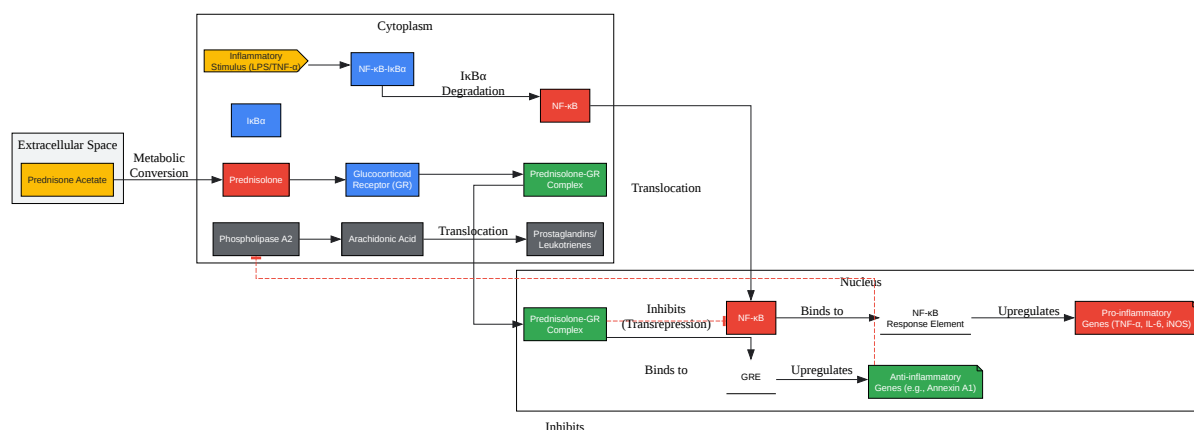 Cytoplasm
Inflammatory
Stimulus (LPS/TNF-α)
NF-κB-IκBα
IκBα
Degradation
NF-κB
IκBα
Extracellular Space
Prednisone Acetate
Metabolic
Conversion
Prednisolone
Glucocorticoid
Receptor (GR)
Prednisolone-GR
Complex
Translocation
Phospholipase A2
Arachidonic Acid
Translocation
Prostaglandins/
Leukotrienes
Nucleus
Prednisolone-GR
Complex
Inhibits
(Transrepression)
NF-κB
Binds to
NF-κB
Response Element
Upregulates
Pro-inflammatory
Genes (TNF-α, IL-6, iNOS)
Binds to
GRE
Upregulates
Anti-inflammatory
Genes (e.g., Annexin A1)
Inhibits